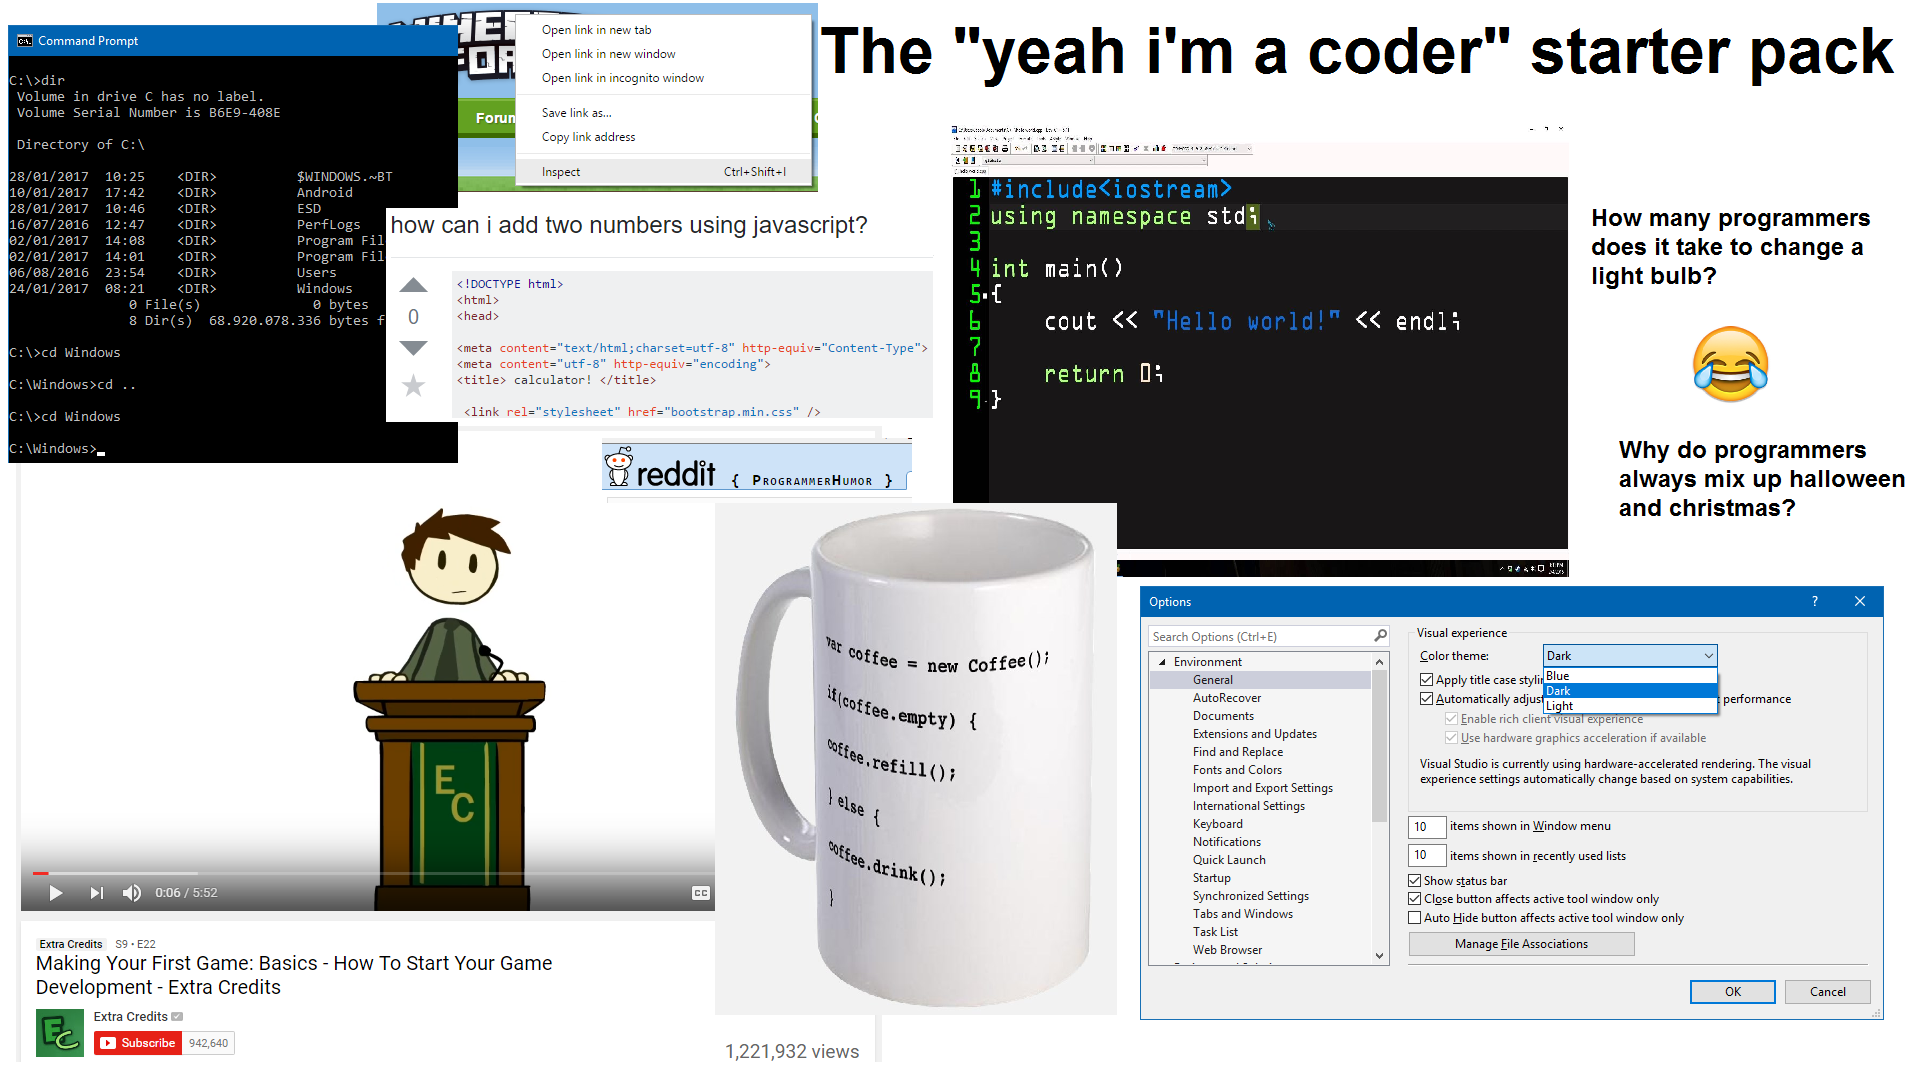 The "yeah i'm a coder" starter pack
Command Prompt
C:\>dir
Volume in drive C has no label.
Volume Serial Number is B6E9-408E
Directory of C:\
28/01/2017 10:25 <DIR> $WINDOWS.~BT
10/01/2017 17:42 <DIR> Android
28/01/2017 10:46 <DIR> ESD
16/07/2016 12:47 <DIR> PerfLogs
02/01/2017 14:08 <DIR> Program Fil
02/01/2017 14:01 <DIR> Program Fil
06/08/2016 23:54 <DIR> Users
24/01/2017 08:21 <DIR> Windows
0 File(s) 0 bytes
8 Dir(s) 68.920.078.336 bytes f
C:\>cd Windows
C:\Windows>cd ..
C:\>cd Windows
C:\Windows>
Open link in new tab
Open link in new window
Open link in incognito window
Save link as...
Copy link address
Inspect Ctrl+Shift+I
Forun
how can i add two numbers using javascript?
0
<!DOCTYPE html>
<html>
<head>
<meta content="text/html;charset=utf-8" http-equiv="Content-Type">
<meta content="utf-8" http-equiv="encoding">
<title> calculator! </title>
<link rel="stylesheet" href="bootstrap.min.css" />
reddit { PROGRAMMERHUMOR }
1 #include<iostream>
2 using namespace std;
3
4 int main()
5 {
6 cout << "Hello world!" << endl;
7
8 return 0;
9 }
How many programmers
does it take to change a
light bulb?
Why do programmers
always mix up halloween
and christmas?
var coffee = new Coffee();
if(coffee.empty) {
coffee.refill();
} else {
coffee.drink();
}
E
C
0:06 / 5:52
CC
Extra Credits S9 • E22
Making Your First Game: Basics - How To Start Your Game
Development - Extra Credits
EC
Extra Credits
Subscribe 942,640
1,221,932 views
Options
?
Search Options (Ctrl+E)
Environment
General
AutoRecover
Documents
Extensions and Updates
Find and Replace
Fonts and Colors
Import and Export Settings
International Settings
Keyboard
Notifications
Quick Launch
Startup
Synchronized Settings
Tabs and Windows
Task List
Web Browser
Visual experience
Color theme: Dark
Blue
Dark
Light
Apply title case stylin
Automatically adjus performance
Enable rich client visual experience
Use hardware graphics acceleration if available
Visual Studio is currently using hardware-accelerated rendering. The visual
experience settings automatically change based on system capabilities.
10 items shown in Window menu
10 items shown in recently used lists
Show status bar
Close button affects active tool window only
Auto Hide button affects active tool window only
Manage File Associations
OK Cancel